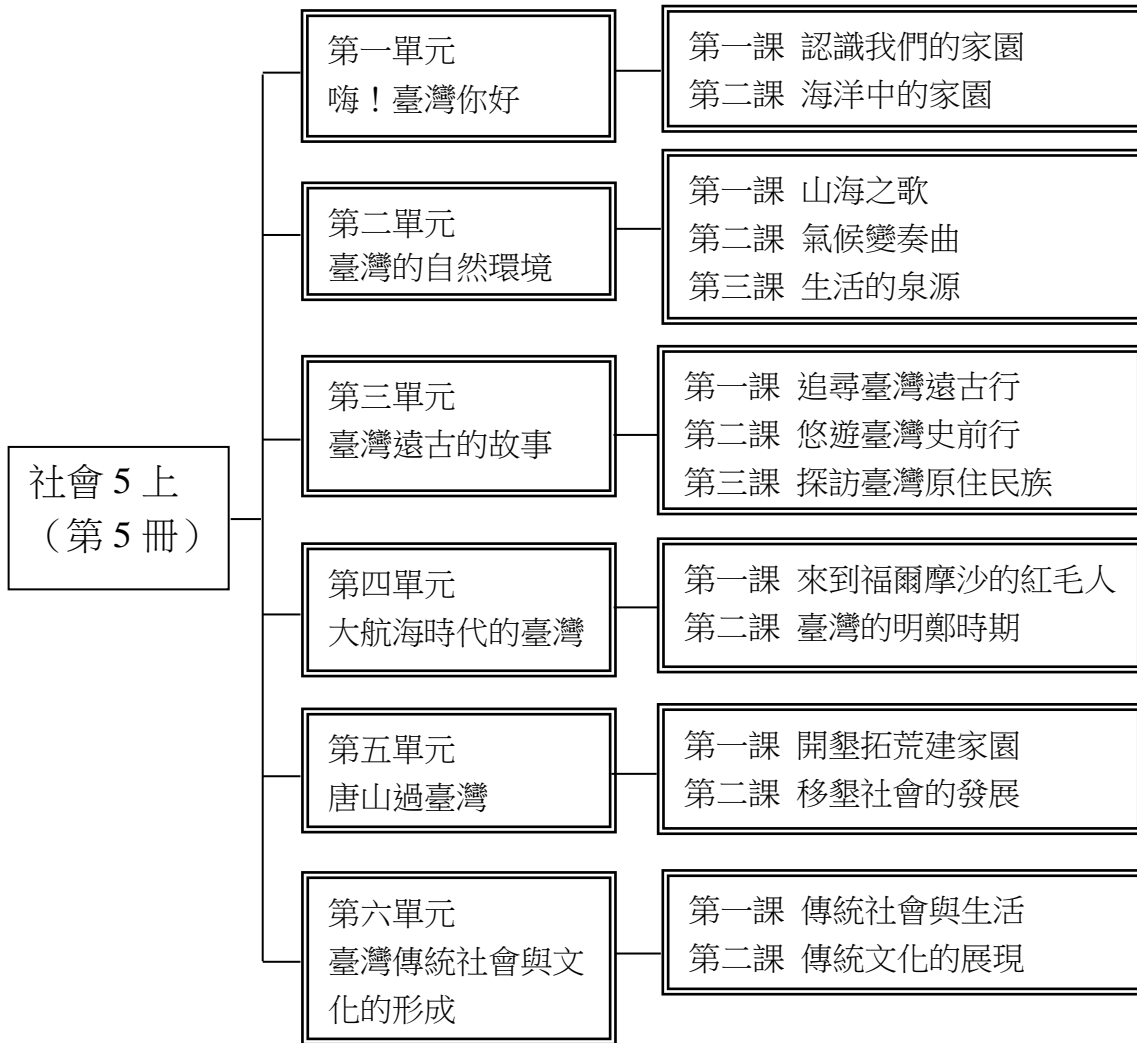 社會 5 上
（第 5 冊）
第一單元
嗨！臺灣你好
第一課 認識我們的家園
第二課 海洋中的家園
第二單元
臺灣的自然環境
第一課 山海之歌
第二課 氣候變奏曲
第三課 生活的泉源
第三單元
臺灣遠古的故事
第一課 追尋臺灣遠古行
第二課 悠遊臺灣史前行
第三課 探訪臺灣原住民族
第四單元
大航海時代的臺灣
第一課 來到福爾摩沙的紅毛人
第二課 臺灣的明鄭時期
第五單元
唐山過臺灣
第一課 開墾拓荒建家園
第二課 移墾社會的發展
第六單元
臺灣傳統社會與文
化的形成
第一課 傳統社會與生活
第二課 傳統文化的展現